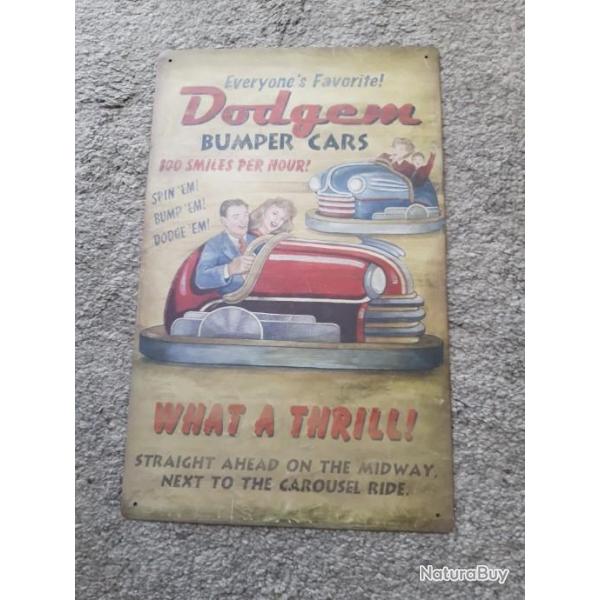 Everyone's Favorite!
Dodgem
BUMPER CARS
100 SMILES PER HOUR!
SPIN 'EM!
BUMP 'EM!
DODGE 'EM!
WHAT A THRILL!
STRAIGHT AHEAD ON THE MIDWAY,
NEXT TO THE CAROUSEL RIDE.
NaturaBuy